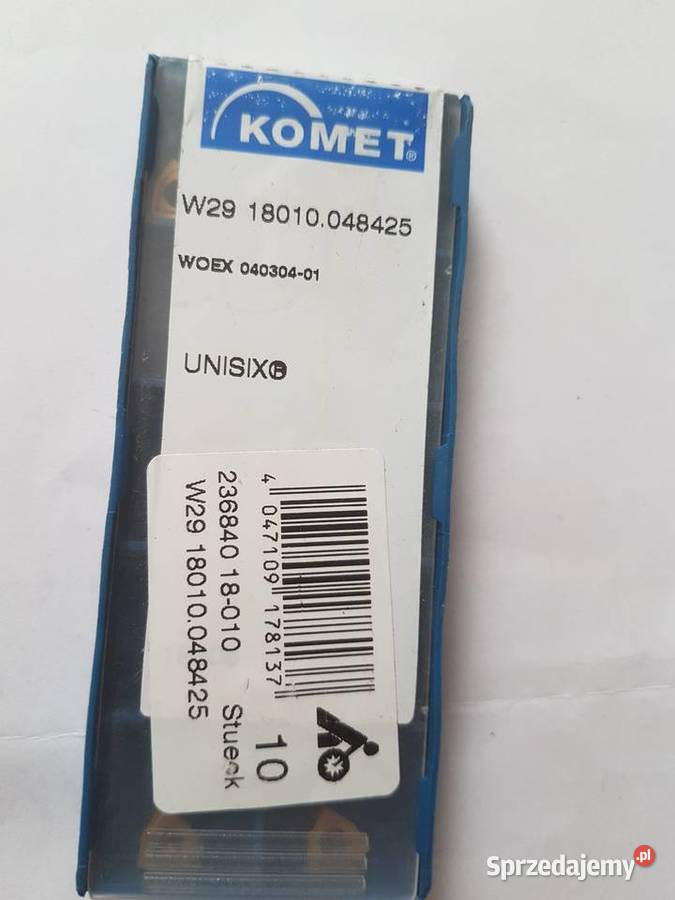 KOMET®
W29 18010.048425
WOEX 040304-01
UNISIX®
4 047109 178137
236840 18-010 Stueck 10
W29 18010.048425
Sprzedajemy.pl